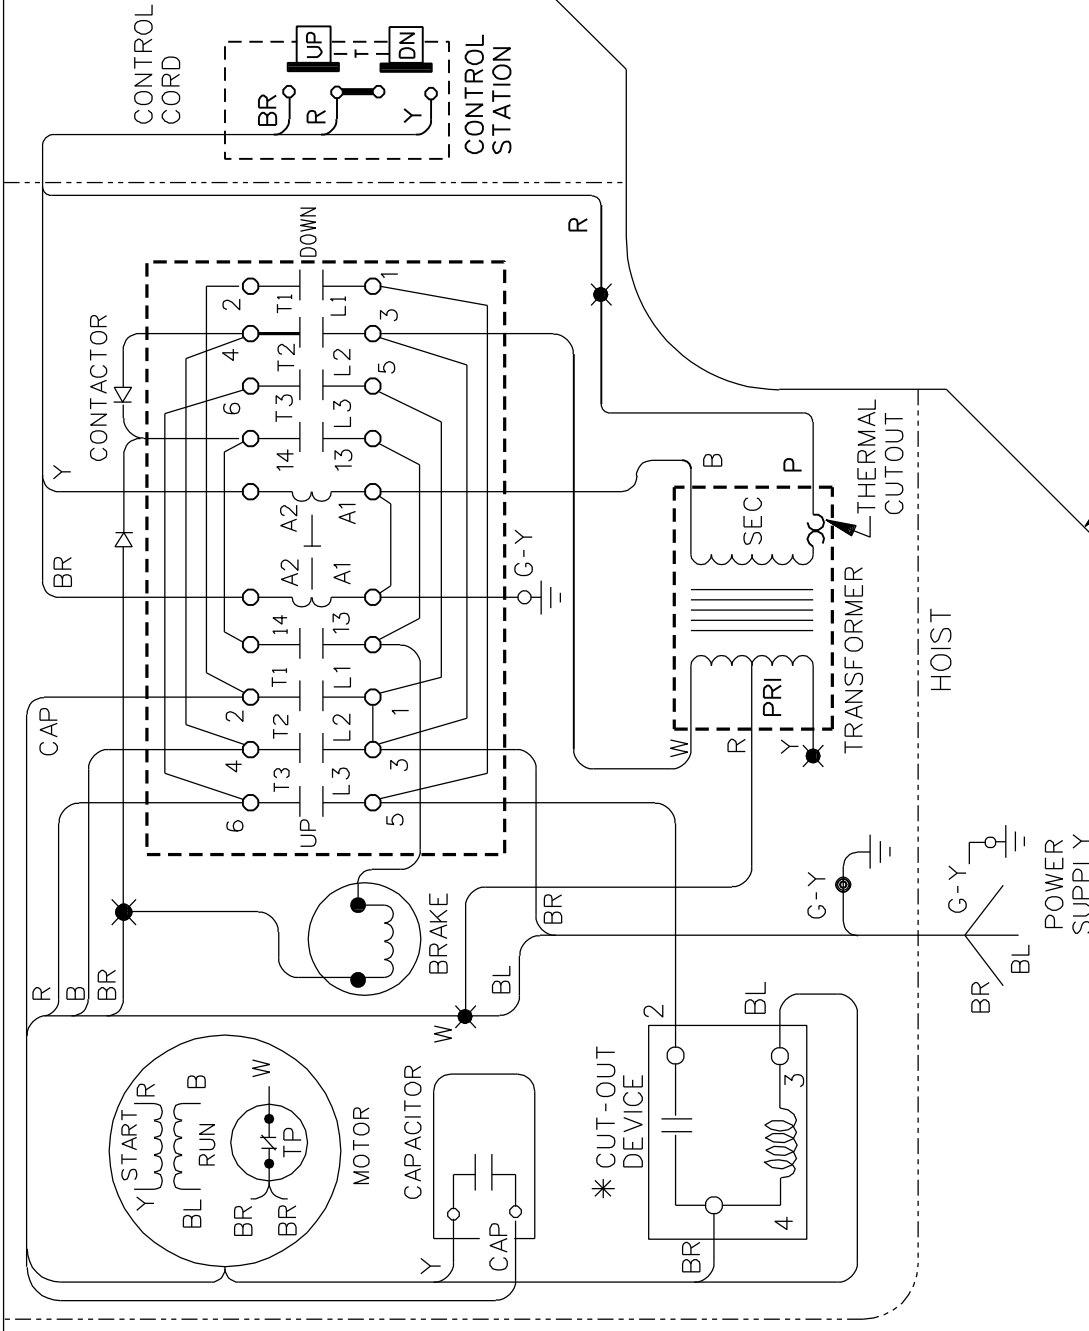 CONTROL
CORD
UP
T
DN
BR
R
Y
CONTROL
STATION
R
DOWN
CONTACTOR
2
T1
L1
1
4
T2
L2
3
6
T3
L3
5
14
13
Y
A2
A1
BR
A2
A1
G-Y
14
13
T1
L1
2
1
CAP
T2
L2
4
3
T3
L3
6
5
UP
B
P
THERMAL
CUTOUT
SEC
PRI
TRANSFORMER
W
R
Y
HOIST
R
B
BR
BRAKE
BR
BL
W
G-Y
G-Y
BR
BL
POWER
SUPPLY
START
R
Y
B
RUN
BL
W
TP
BR
BR
MOTOR
CAPACITOR
Y
CAP
* CUT-OUT
DEVICE
2
BL
3
4
BR